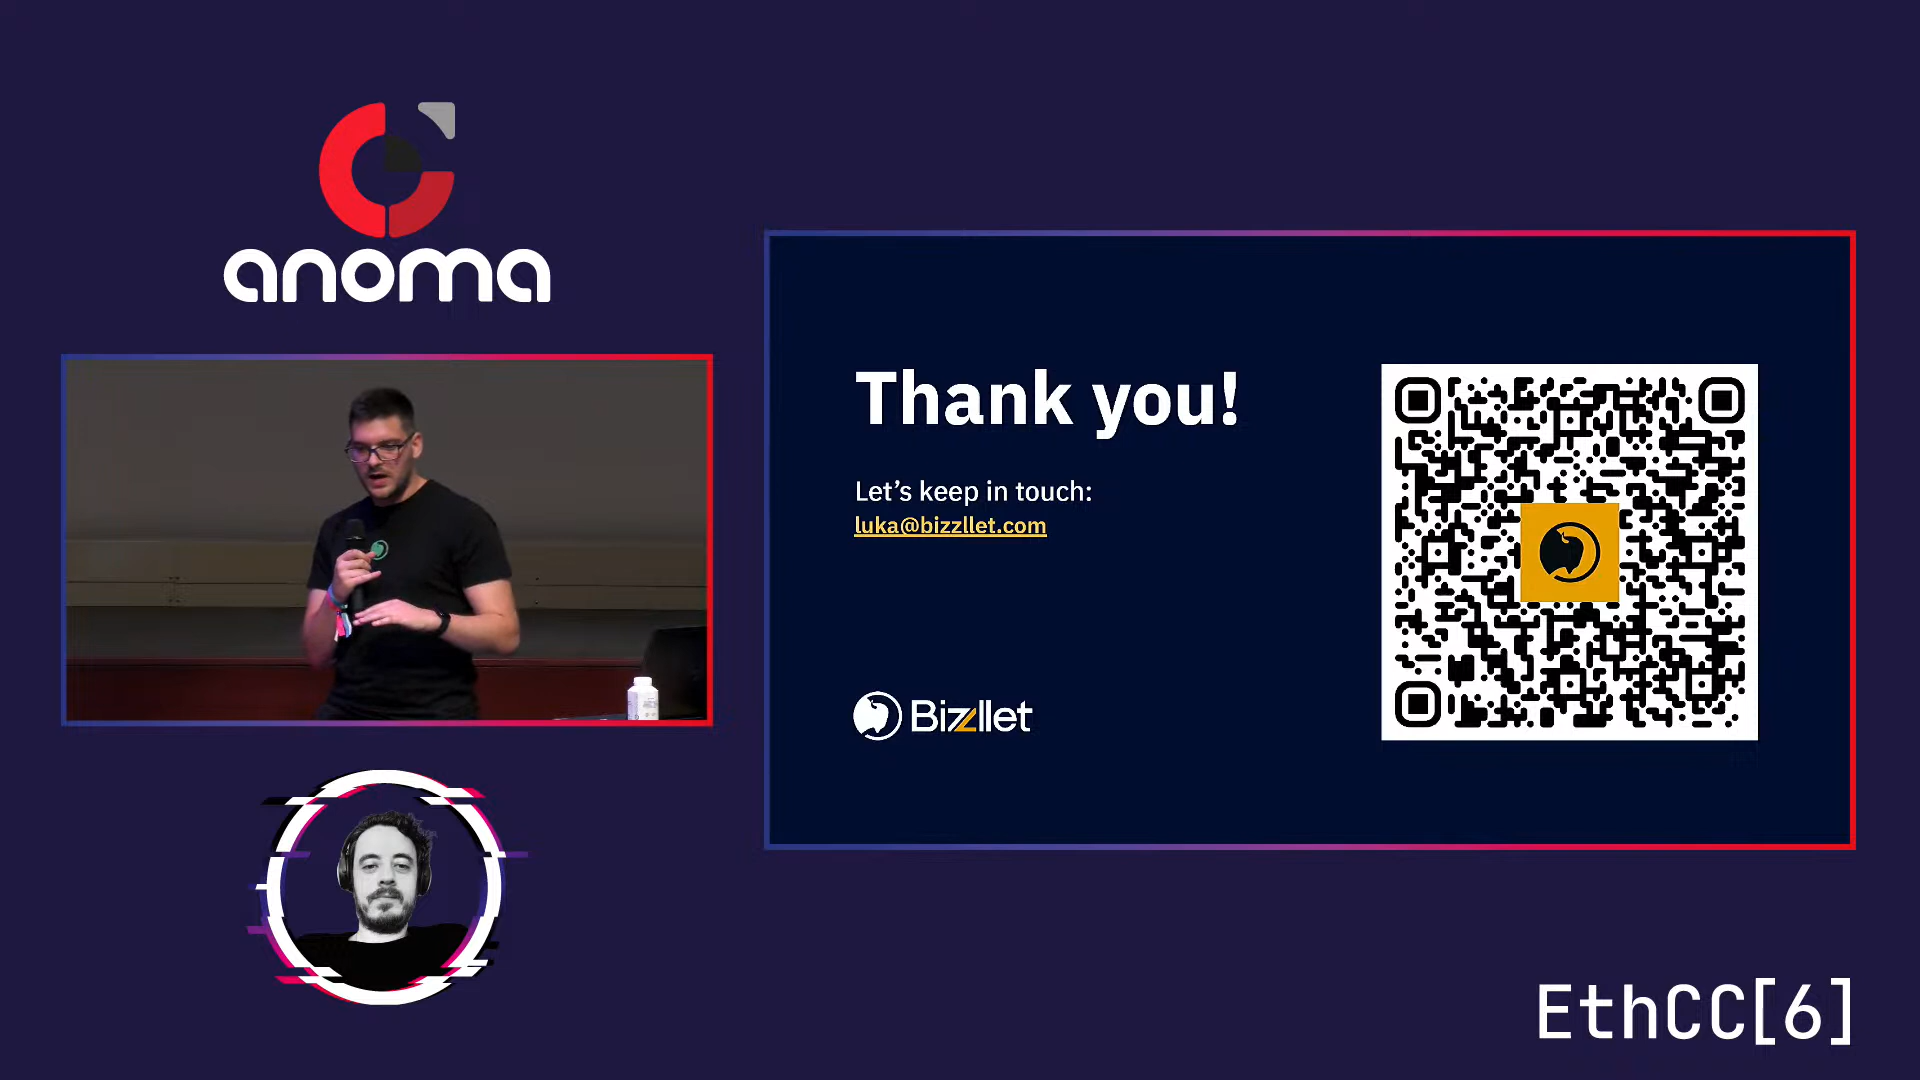 anoma
Thank you!
Let’s keep in touch:
luka@bizzllet.com
Bizzllet
EthCC[6]